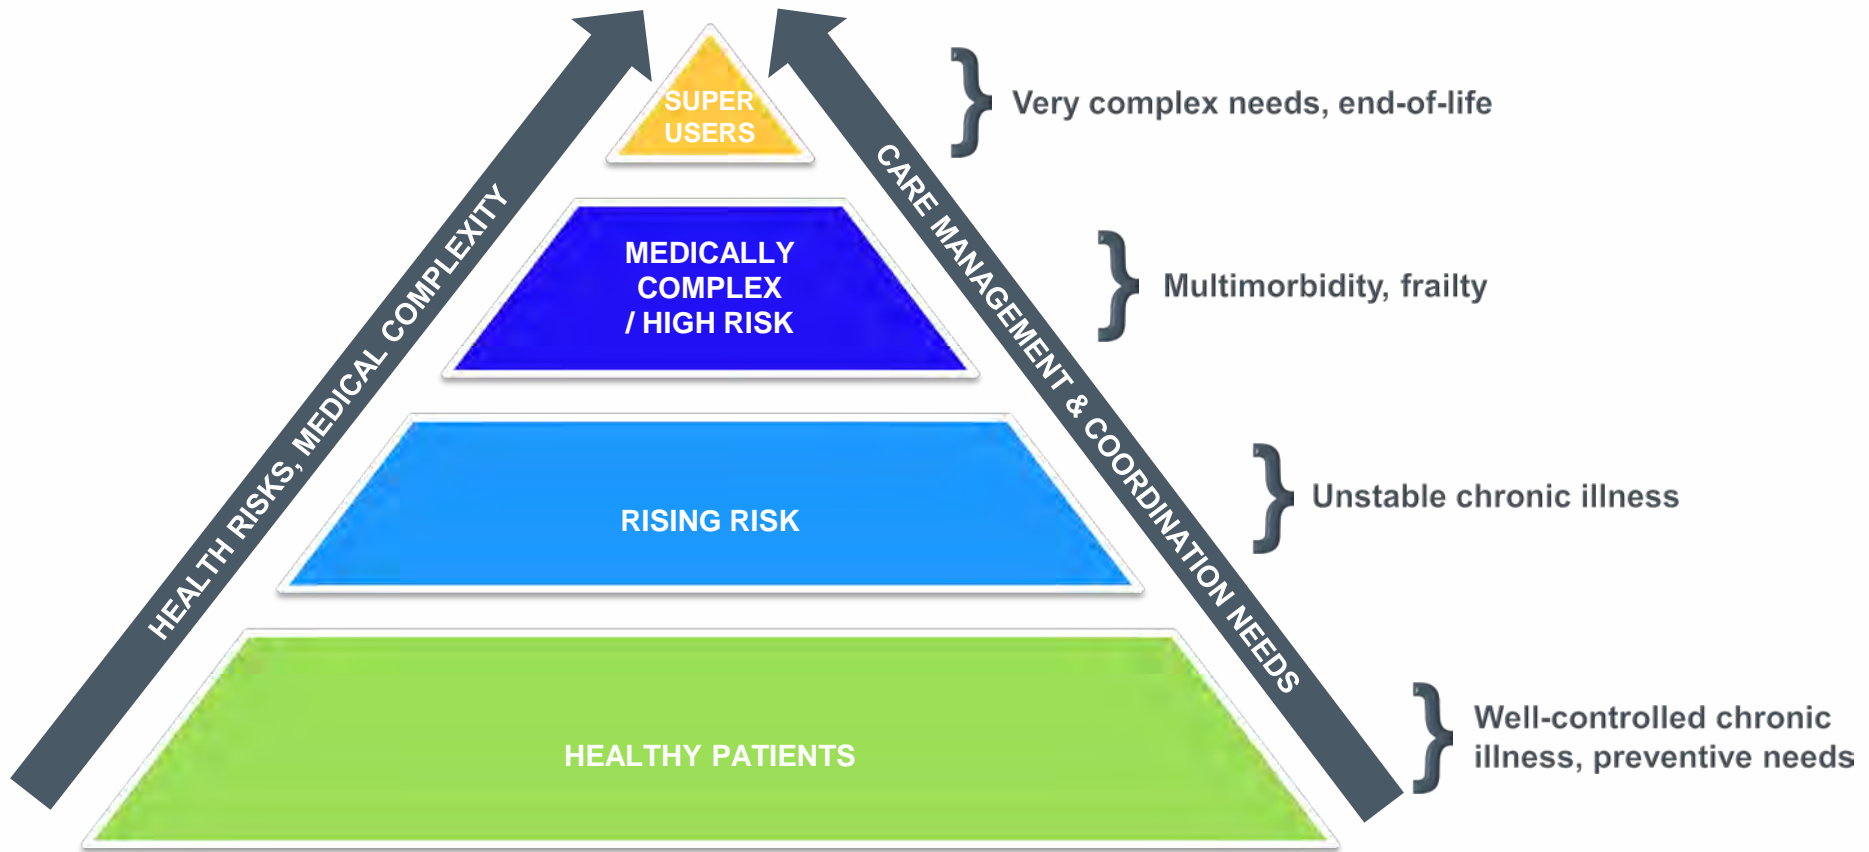 SUPER
USERS
Very complex needs, end-of-life
MEDICALLY
COMPLEX
/ HIGH RISK
Multimorbidity, frailty
HEALTH RISKS, MEDICAL COMPLEXITY
CARE MANAGEMENT & COORDINATION NEEDS
RISING RISK
Unstable chronic illness
HEALTHY PATIENTS
Well-controlled chronic
illness, preventive needs